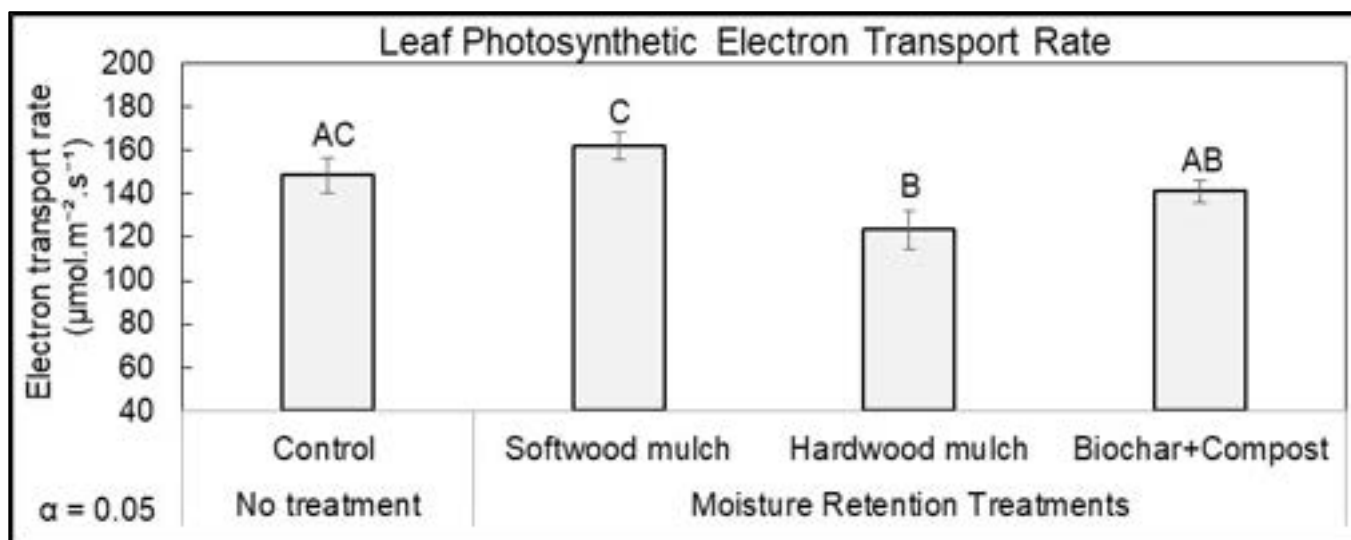 Leaf Photosynthetic Electron Transport Rate
Electron transport rate
(µmol.m⁻².s⁻¹)
200
180
160
140
120
100
80
60
40
AC
C
B
AB
Control
Softwood mulch
Hardwood mulch
Biochar+Compost
α = 0.05
No treatment
Moisture Retention Treatments